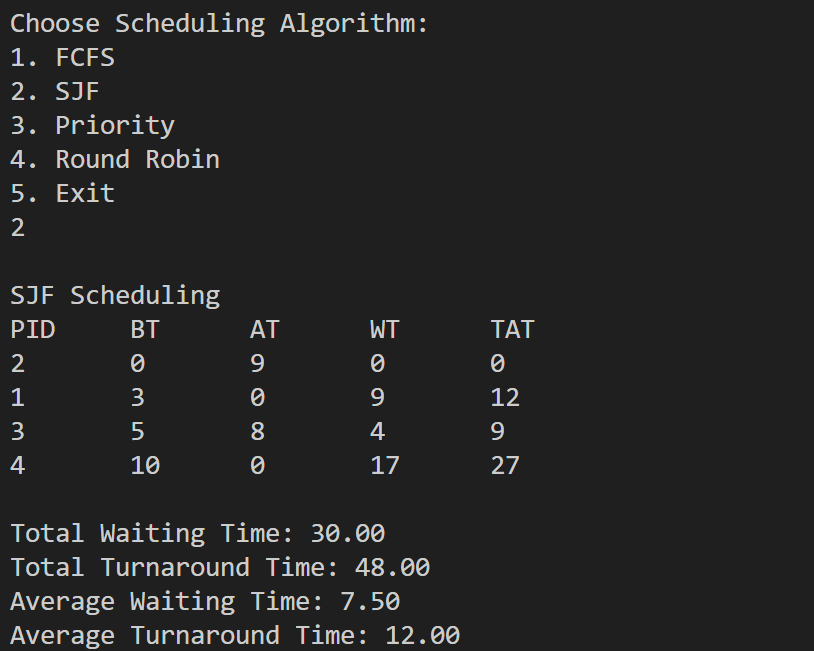 Choose Scheduling Algorithm:
1. FCFS
2. SJF
3. Priority
4. Round Robin
5. Exit
2
SJF Scheduling
PID BT AT WT TAT
2 0 9 0 0
1 3 0 9 12
3 5 8 4 9
4 10 0 17 27
Total Waiting Time: 30.00
Total Turnaround Time: 48.00
Average Waiting Time: 7.50
Average Turnaround Time: 12.00